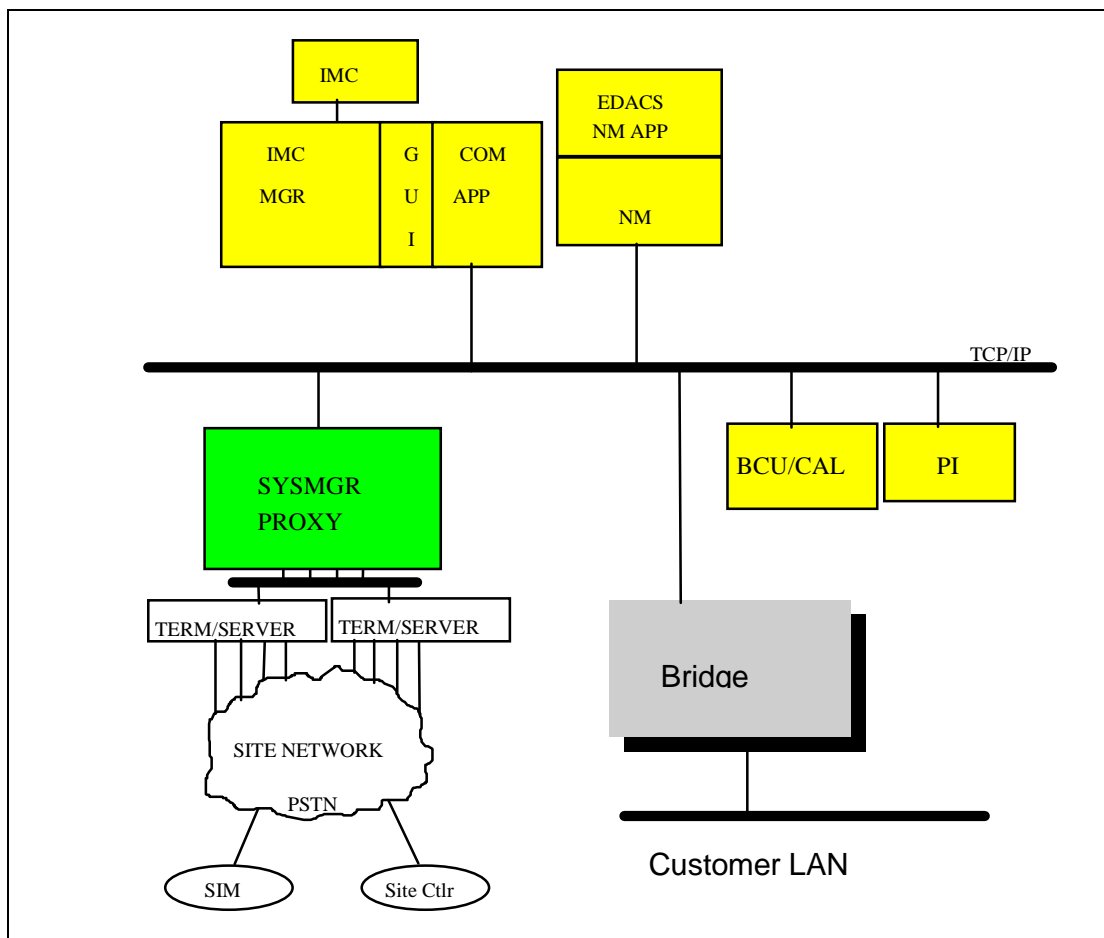 IMC
IMC
MGR
G
U
I
COM
APP
EDACS
NM APP
NM
TCP/IP
SYSMGR
PROXY
BCU/CAL
PI
TERM/SERVER
TERM/SERVER
Bridge
SITE NETWORK
PSTN
SIM
Site Ctlr
Customer LAN